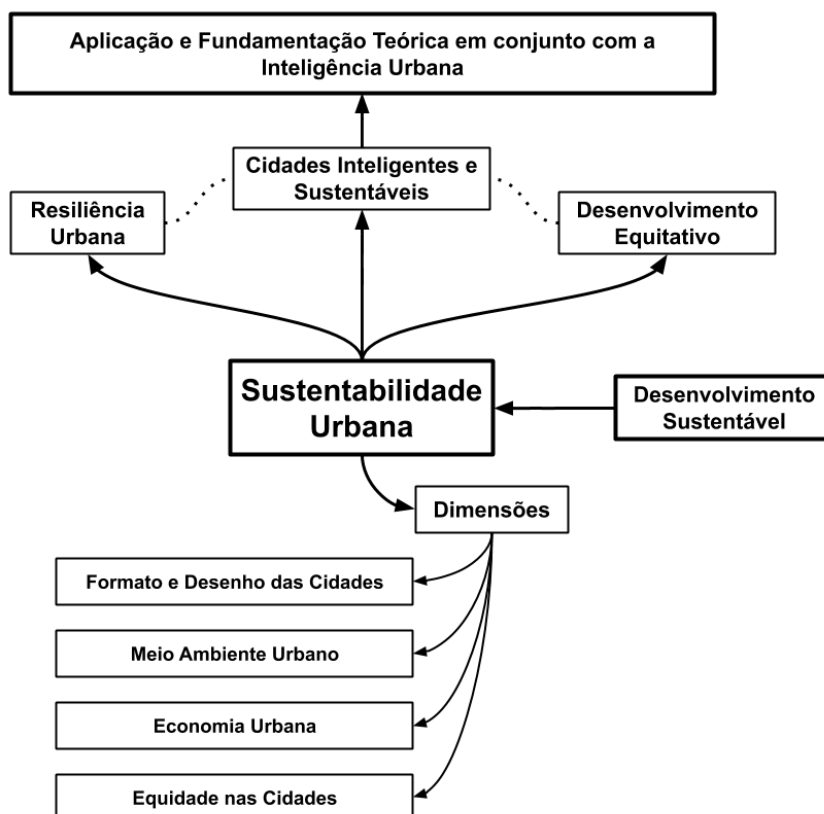 Aplicação e Fundamentação Teórica em conjunto com a
Inteligência Urbana
Cidades Inteligentes e
Sustentáveis
Resiliência
Urbana
Desenvolvimento
Equitativo
Sustentabilidade
Urbana
Desenvolvimento
Sustentável
Dimensões
Formato e Desenho das Cidades
Meio Ambiente Urbano
Economia Urbana
Equidade nas Cidades